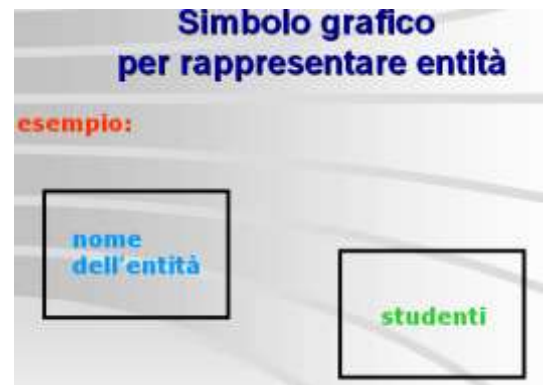 Simbolo grafico
per rappresentare entità
esempio:
nome
dell'entità
studenti